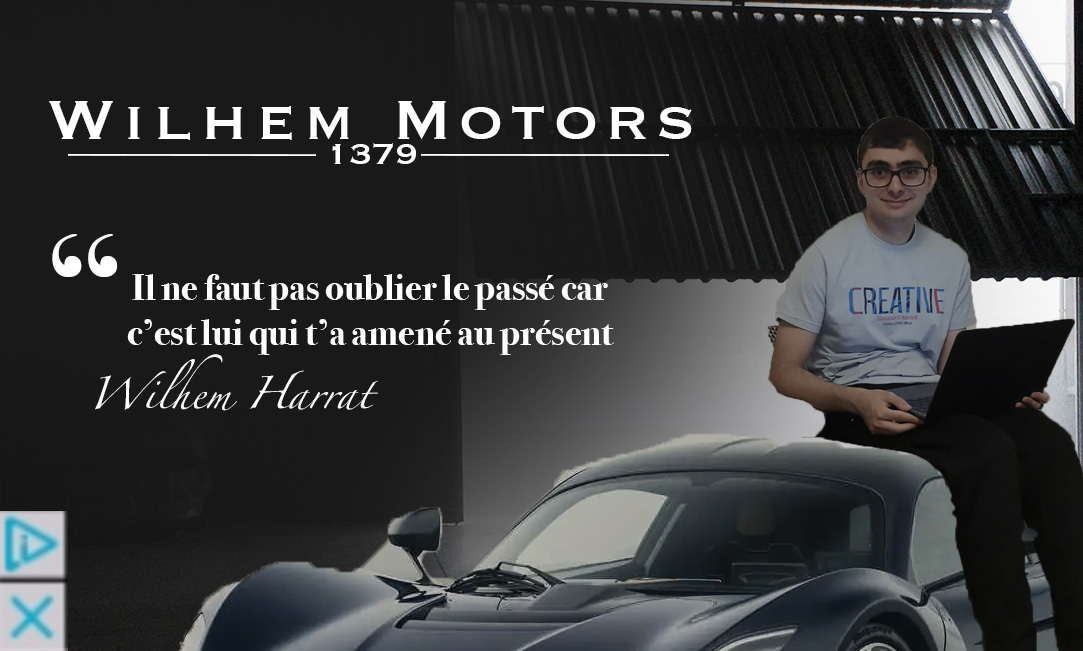 WILHEM MOTORS
1379
“
Il ne faut pas oublier le passé car
c’est lui qui t’a amené au présent
Wilhem Harrat
CREATIVE